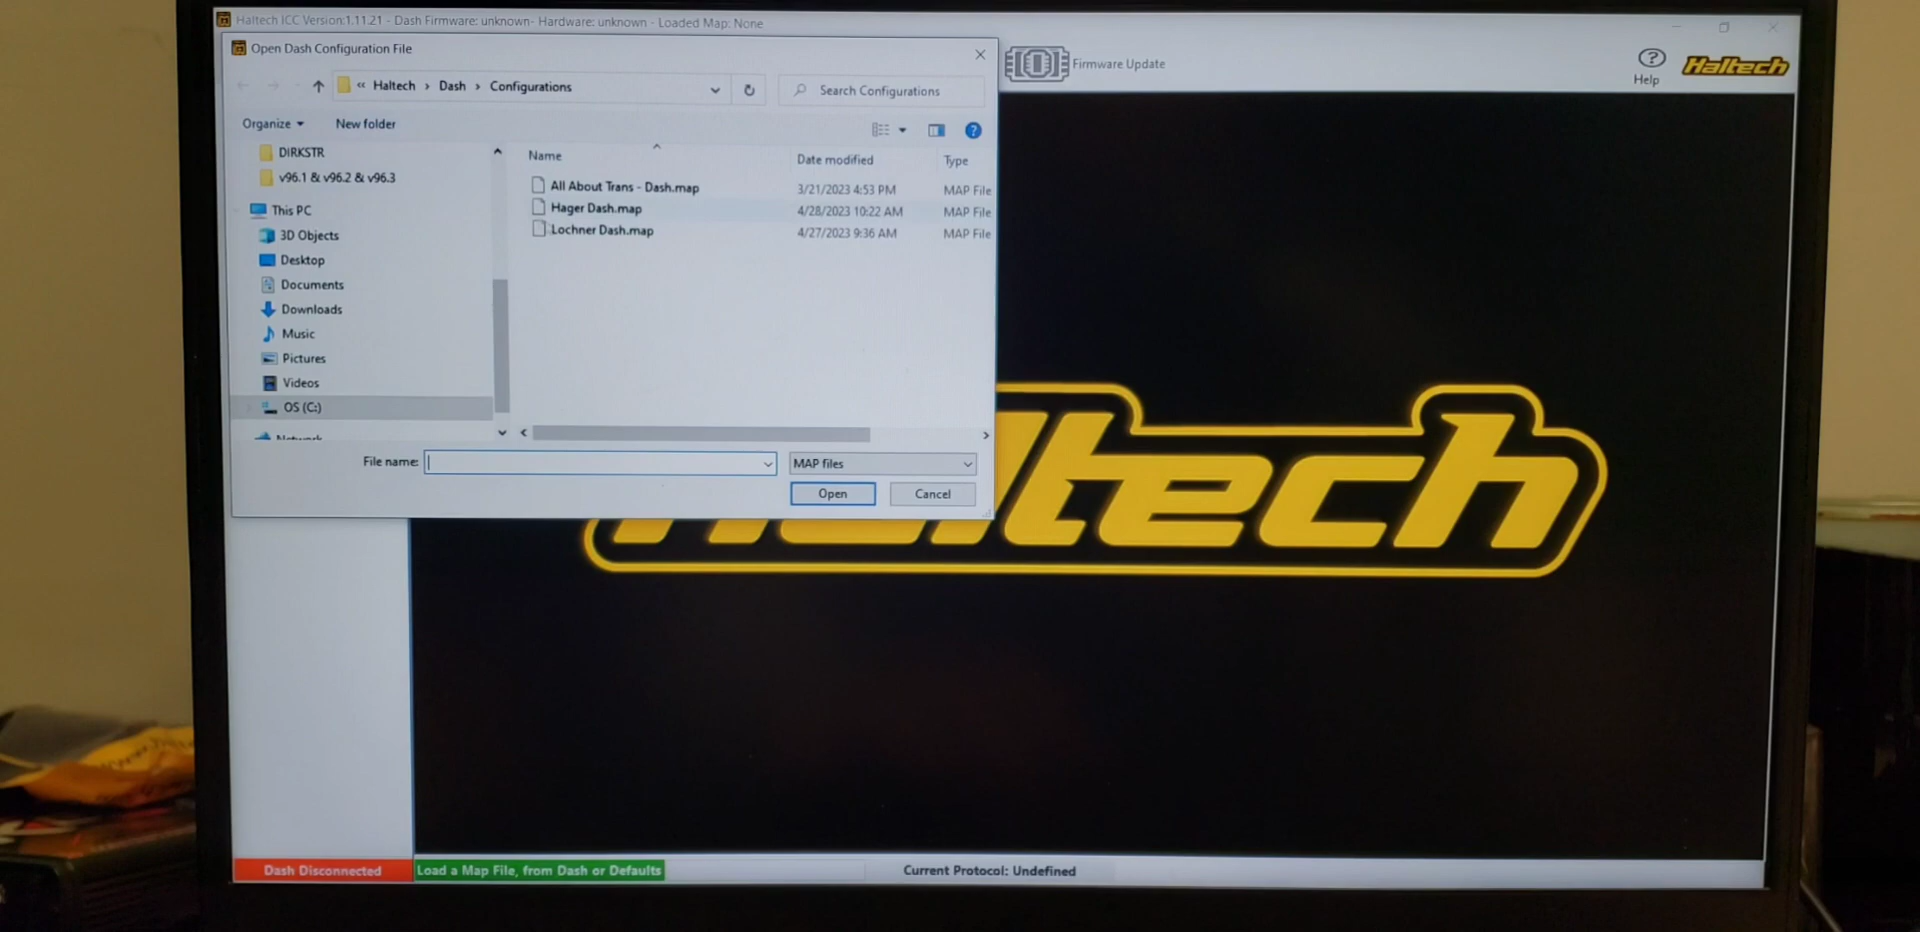 Haltech ICC Version:1.11.21 - Dash Firmware: unknown- Hardware: unknown - Loaded Map: None
Open Dash Configuration File
Firmware Update
Help
Haltech
« Haltech › Dash › Configurations
Search Configurations
Organize
New folder
?
DIRKSTR
v96.1 & v96.2 & v96.3
This PC
3D Objects
Desktop
Documents
Downloads
Music
Pictures
Videos
OS (C:)
Network
Name Date modified Type
All About Trans - Dash.map 3/21/2023 4:53 PM MAP File
Hager Dash.map 4/28/2023 10:22 AM MAP File
Lochner Dash.map 4/27/2023 9:36 AM MAP File
File name:
MAP files
Open
Cancel
Haltech
Dash Disconnected
Load a Map File, from Dash or Defaults
Current Protocol: Undefined